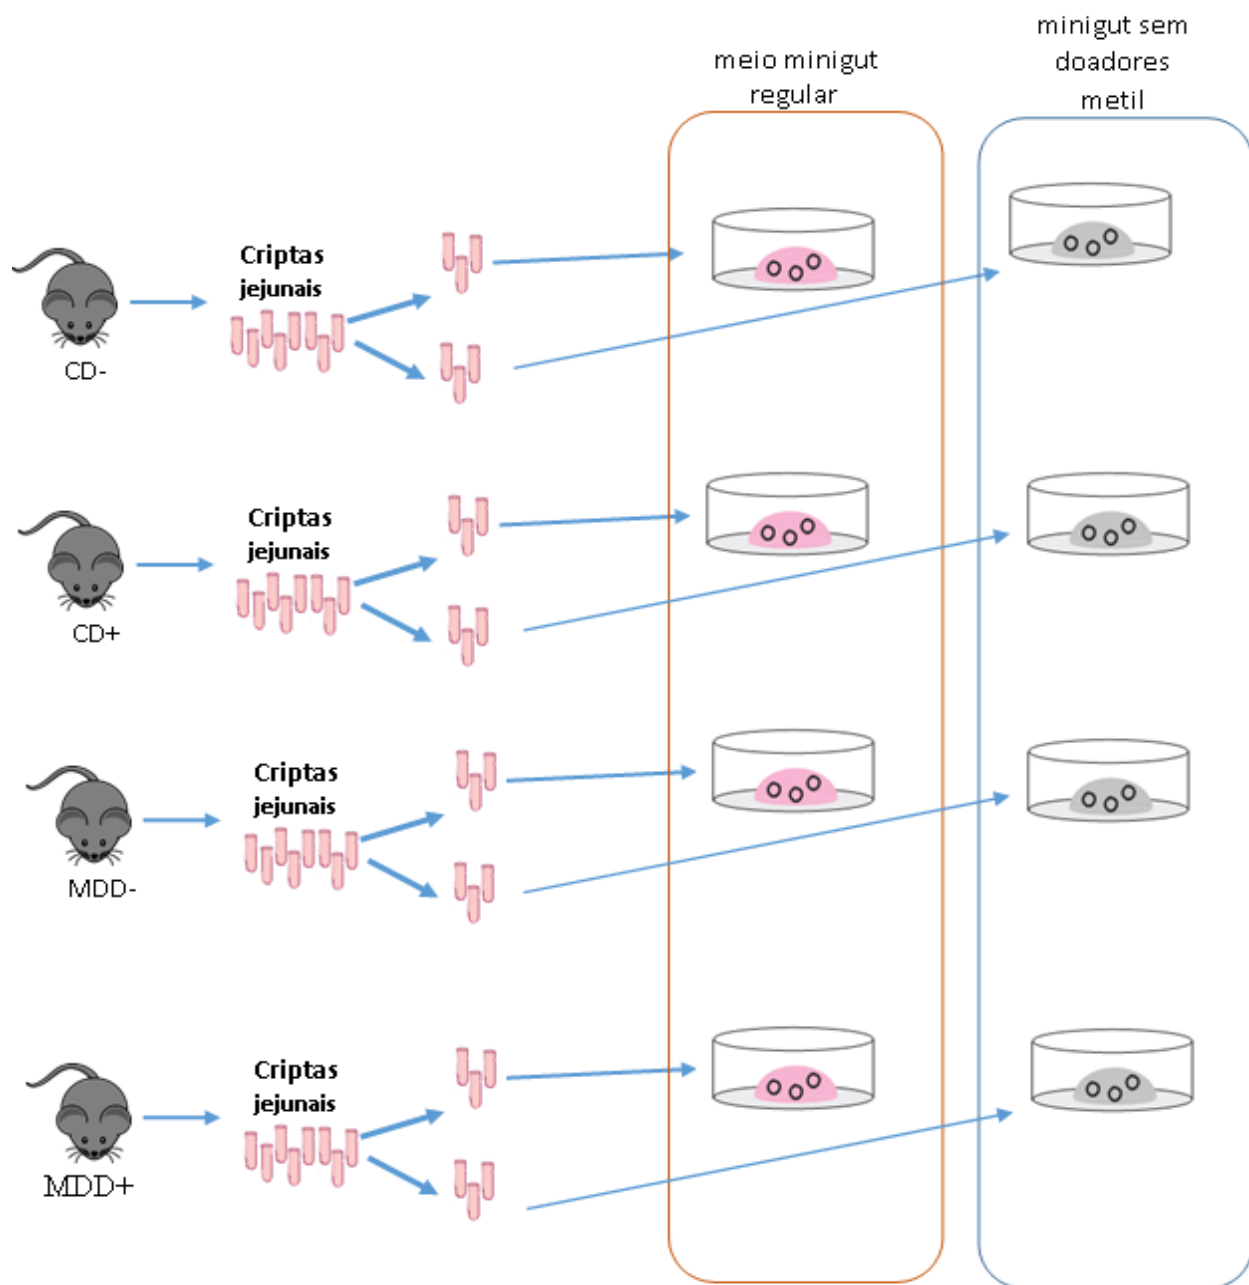 meio minigut
regular
minigut sem
doadores
metil
Criptas
jejunais
CD-
Criptas
jejunais
CD+
Criptas
jejunais
MDD-
Criptas
jejunais
MDD+